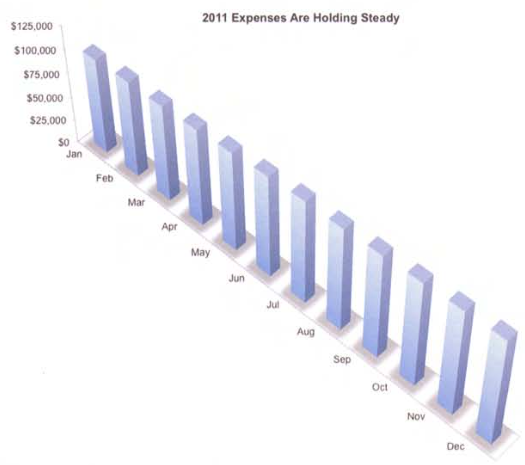 2011 Expenses Are Holding Steady
$125,000
$100,000
$75,000
$50,000
$25,000
$0
Jan
Feb
Mar
Apr
May
Jun
Jul
Aug
Sep
Oct
Nov
Dec